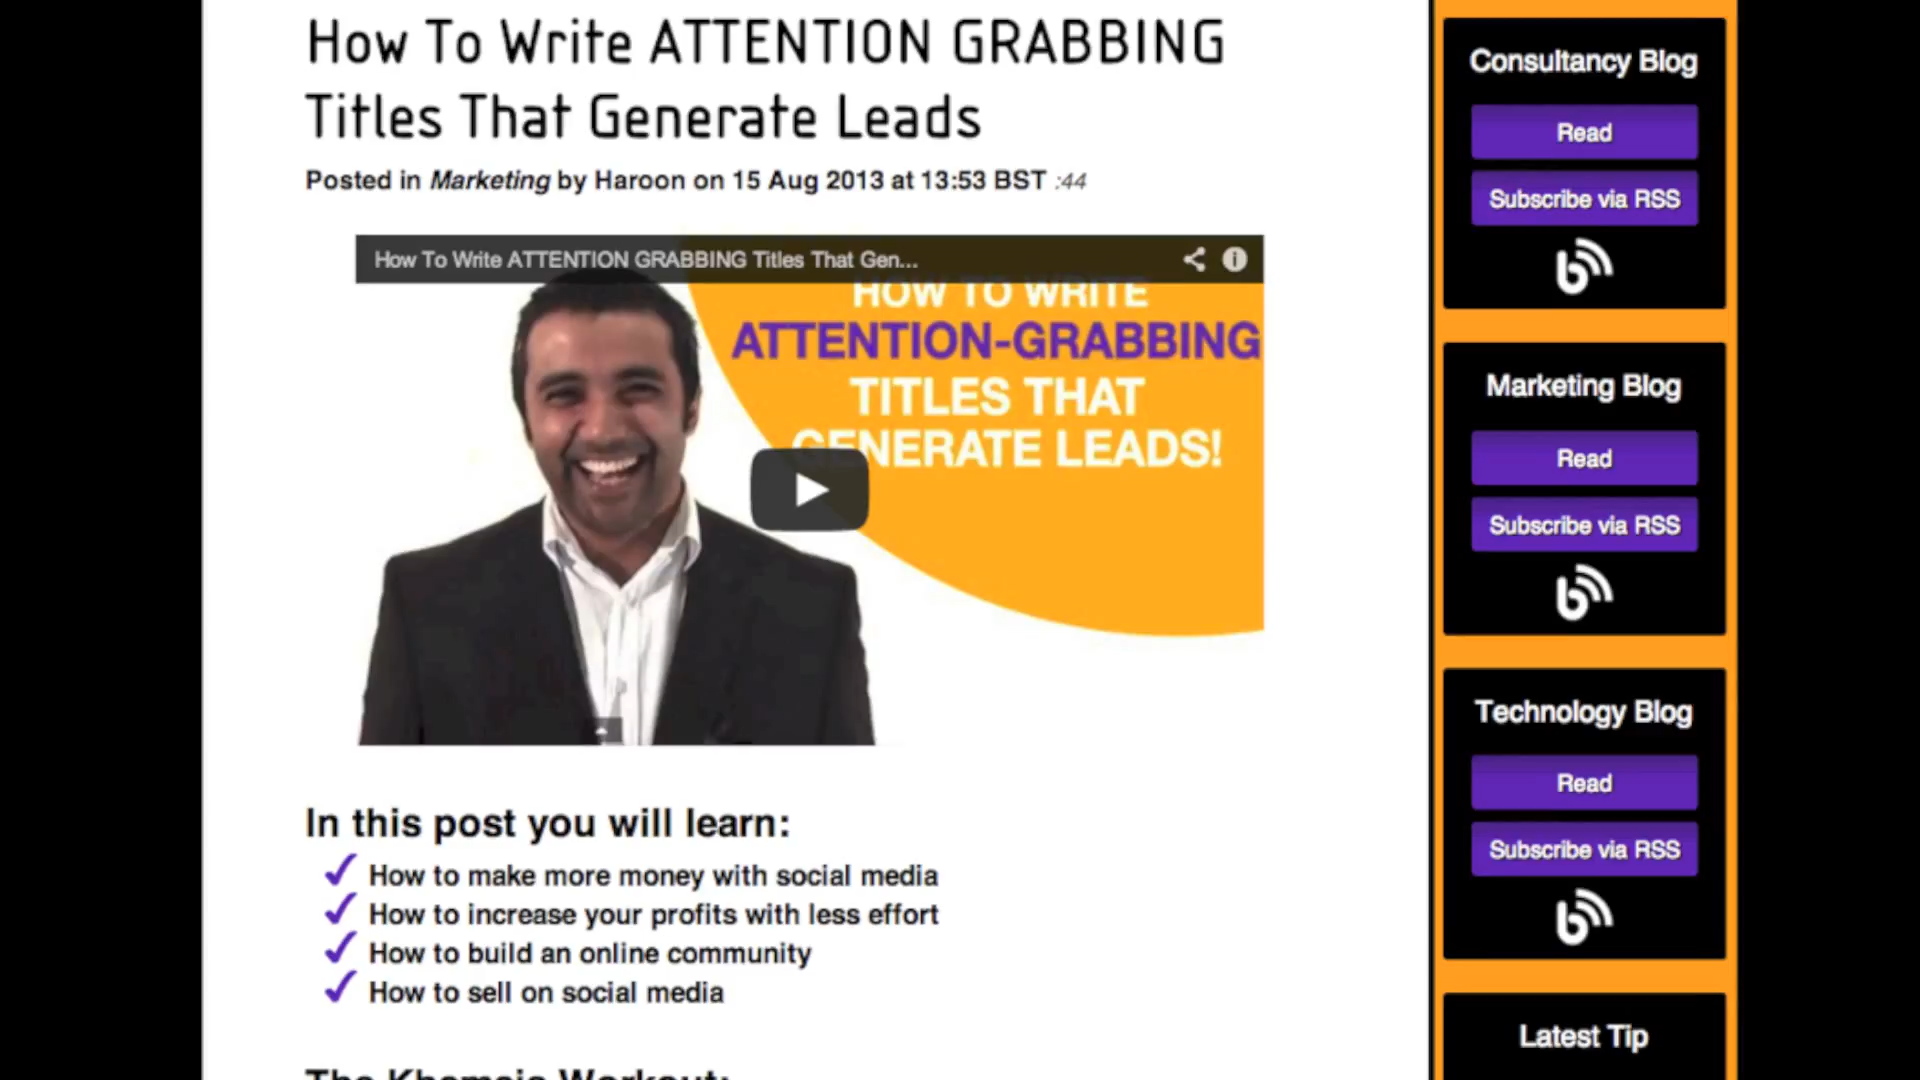 How To Write ATTENTION GRABBING
Titles That Generate Leads
Posted in Marketing by Haroon on 15 Aug 2013 at 13:53 BST :44
How To Write ATTENTION GRABBING Titles That Gen...
HOW TO WRITE
ATTENTION-GRABBING
TITLES THAT
GENERATE LEADS!
In this post you will learn:
How to make more money with social media
How to increase your profits with less effort
How to build an online community
How to sell on social media
The Khamsia Workout:
Consultancy Blog
Read
Subscribe via RSS
Marketing Blog
Read
Subscribe via RSS
Technology Blog
Read
Subscribe via RSS
Latest Tip